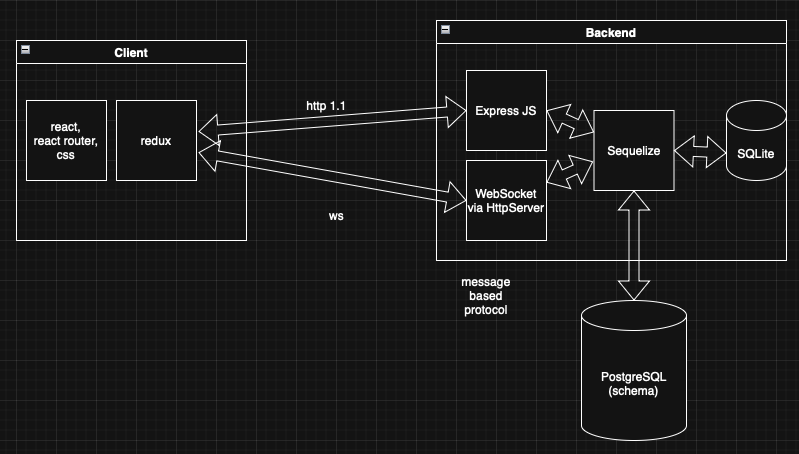 Client
react,
react router,
css
redux
http 1.1
ws
Backend
Express JS
WebSocket
via HttpServer
Sequelize
SQLite
message
based
protocol
PostgreSQL
(schema)